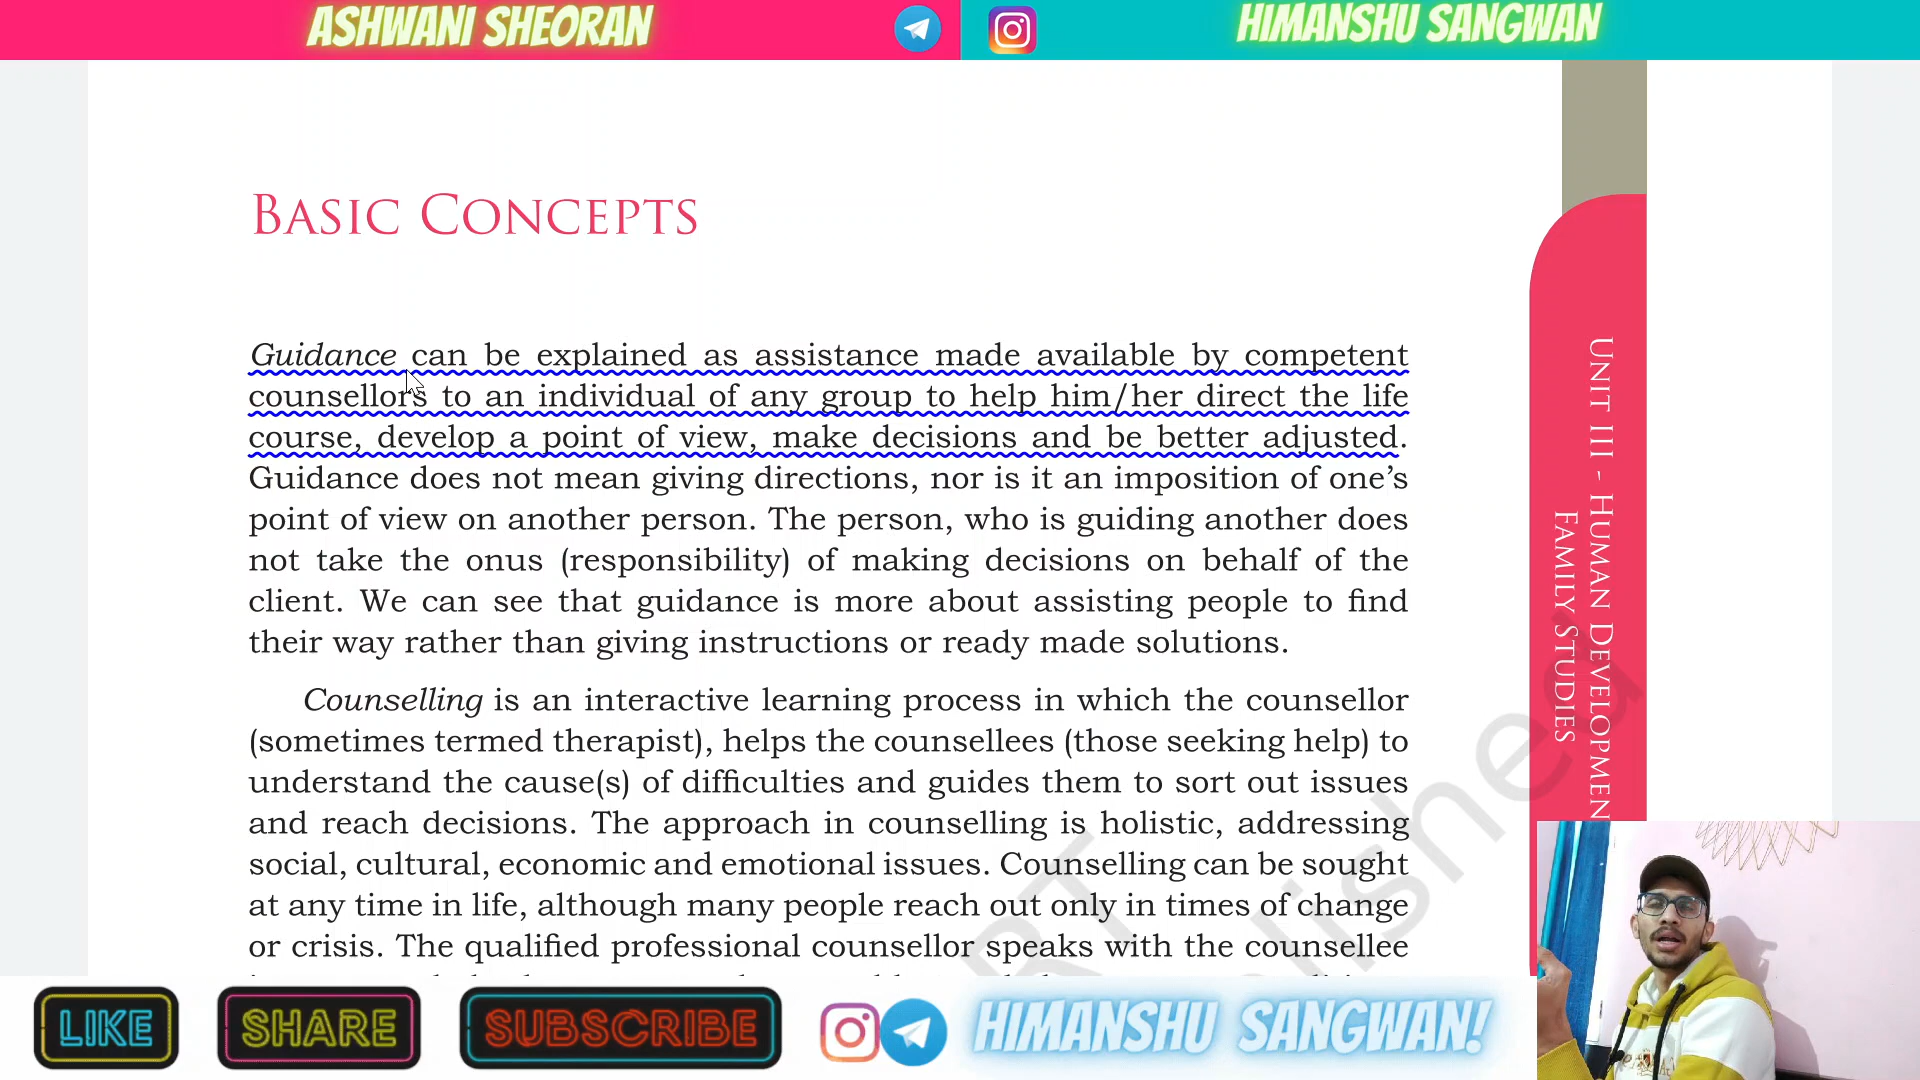 ASHWANI SHEORAN
HIMANSHU SANGWAN
BASIC CONCEPTS
Guidance can be explained as assistance made available by competent
counsellors to an individual of any group to help him/her direct the life
course, develop a point of view, make decisions and be better adjusted.
Guidance does not mean giving directions, nor is it an imposition of one’s
point of view on another person. The person, who is guiding another does
not take the onus (responsibility) of making decisions on behalf of the
client. We can see that guidance is more about assisting people to find
their way rather than giving instructions or ready made solutions.
Counselling is an interactive learning process in which the counsellor
(sometimes termed therapist), helps the counsellees (those seeking help) to
understand the cause(s) of difficulties and guides them to sort out issues
and reach decisions. The approach in counselling is holistic, addressing
social, cultural, economic and emotional issues. Counselling can be sought
at any time in life, although many people reach out only in times of change
or crisis. The qualified professional counsellor speaks with the counsellee
UNIT III - HUMAN DEVELOPMEN
FAMILY STUDIES
LIKE
SHARE
SUBSCRIBE
HIMANSHU SANGWAN!